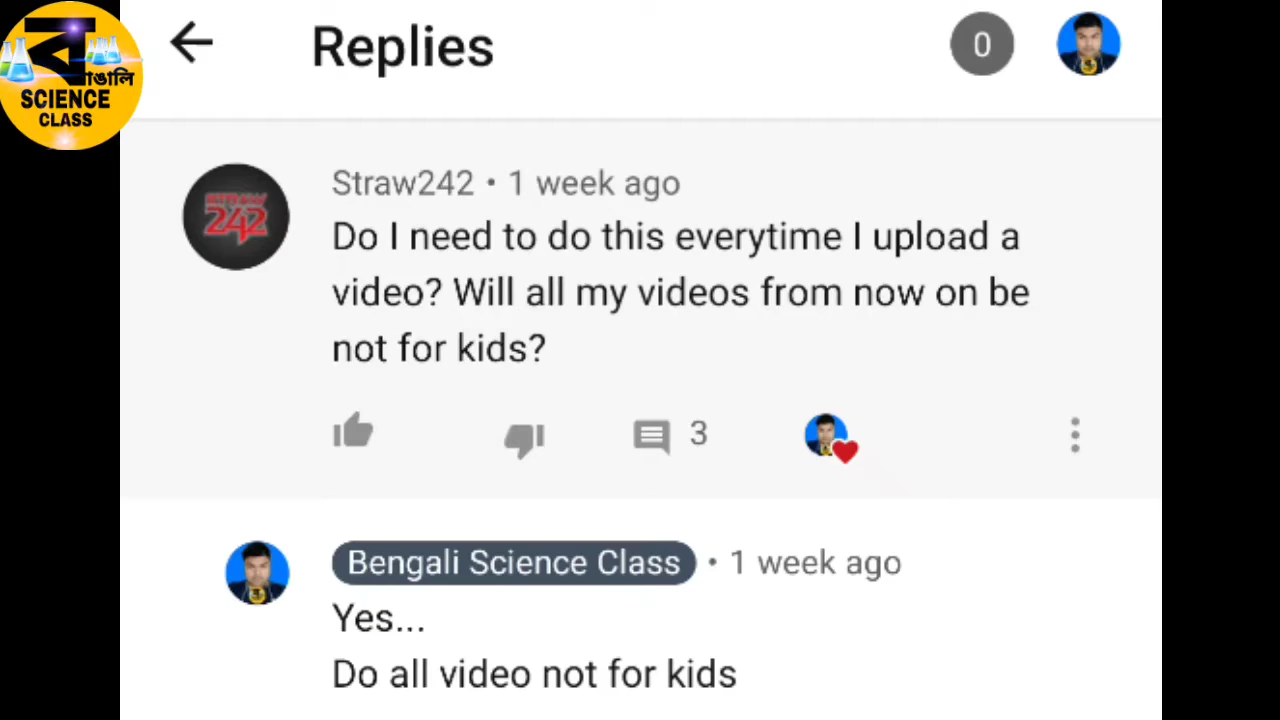 ব
াঙালি
SCIENCE
CLASS
Replies
0
Straw242 • 1 week ago
242
Do I need to do this everytime I upload a
video? Will all my videos from now on be
not for kids?
3
Bengali Science Class • 1 week ago
Yes...
Do all video not for kids